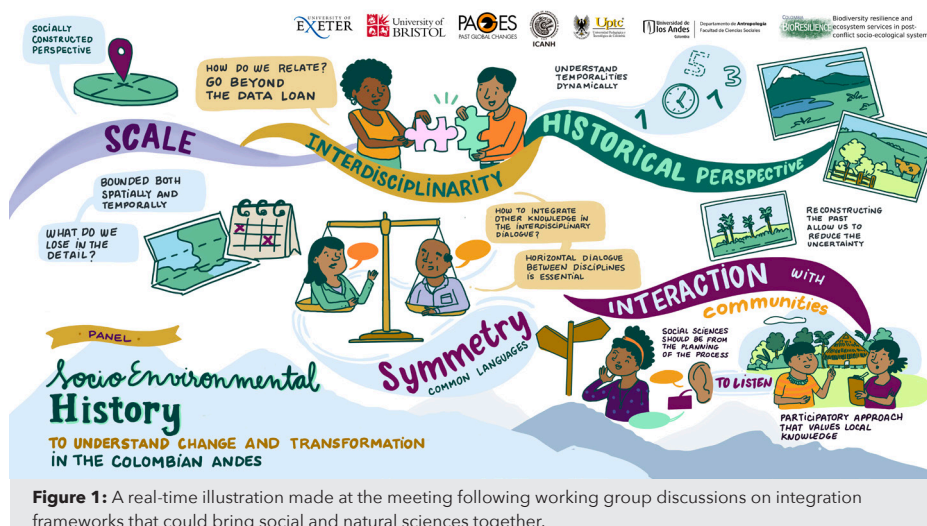 UNIVERSITY OF
EXETER
University of
BRISTOL
PAGES
PAST GLOBAL CHANGES
ICANH
Uptc
Universidad de
los Andes
Colombia
Departamento de Antropología
Facultad de Ciencias Sociales
COLOMBIA
BIORESILIENCE
Biodiversity resilience and
ecosystem services in post-
conflict socio-ecological system
SOCIALLY
CONSTRUCTED
PERSPECTIVE
HOW DO WE RELATE?
GO BEYOND
THE DATA LOAN
UNDERSTAND
TEMPORALITIES
DYNAMICALLY
1
5
7
3
SCALE
INTERDISCIPLINARITY
HISTORICAL PERSPECTIVE
BOUNDED BOTH
SPATIALLY AND
TEMPORALLY
WHAT DO WE
LOSE IN THE
DETAIL?
HOW TO INTEGRATE
OTHER KNOWLEDGE IN
THE INTERDISCIPLINARY
DIALOGUE?
HORIZONTAL DIALOGUE
BETWEEN DISCIPLINES
IS ESSENTIAL
RECONSTRUCTING
THE PAST
ALLOW US TO
REDUCE THE
UNCERTAINTY
INTERACTION WITH
communities
Symmetry
COMMON LANGUAGES
SOCIAL SCIENCES
SHOULD BE FROM
THE PLANNING
OF THE PROCESS
TO LISTEN
PARTICIPATORY APPROACH
THAT VALUES LOCAL
KNOWLEDGE
PANEL
Socio Environmental
History
TO UNDERSTAND CHANGE AND TRANSFORMATION
IN THE COLOMBIAN ANDES
Figure 1: A real-time illustration made at the meeting following working group discussions on integration
frameworks that could bring social and natural sciences together.